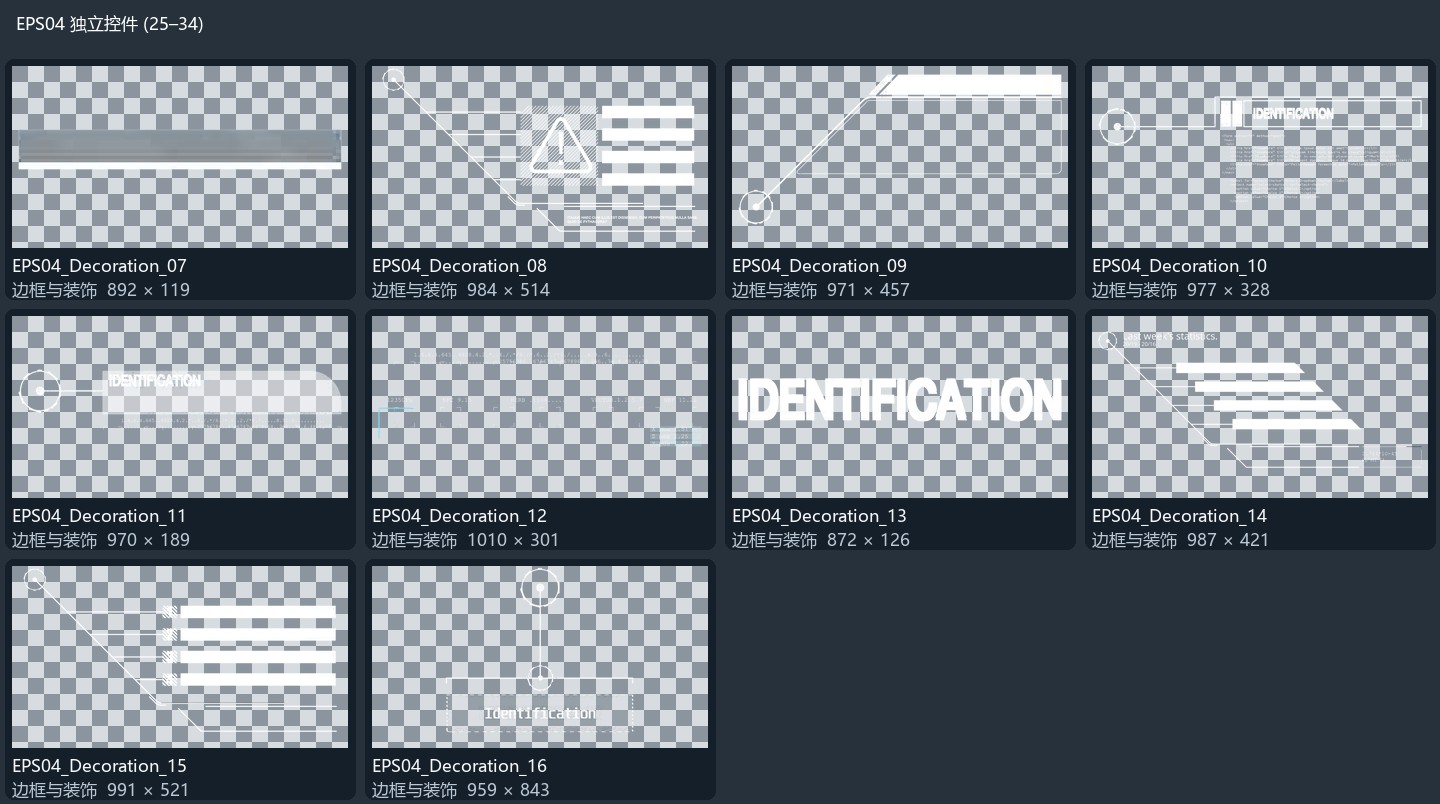 EPS04 独立控件 (25–34)
EPS04_Decoration_07
边框与装饰 892 × 119
EPS04_Decoration_08
边框与装饰 984 × 514
EPS04_Decoration_09
边框与装饰 971 × 457
IDENTIFICATION
EPS04_Decoration_10
边框与装饰 977 × 328
IDENTIFICATION
EPS04_Decoration_11
边框与装饰 970 × 189
EPS04_Decoration_12
边框与装饰 1010 × 301
IDENTIFICATION
EPS04_Decoration_13
边框与装饰 872 × 126
Last week's statistics.
EPS04_Decoration_14
边框与装饰 987 × 421
EPS04_Decoration_15
边框与装饰 991 × 521
Identification
EPS04_Decoration_16
边框与装饰 959 × 843